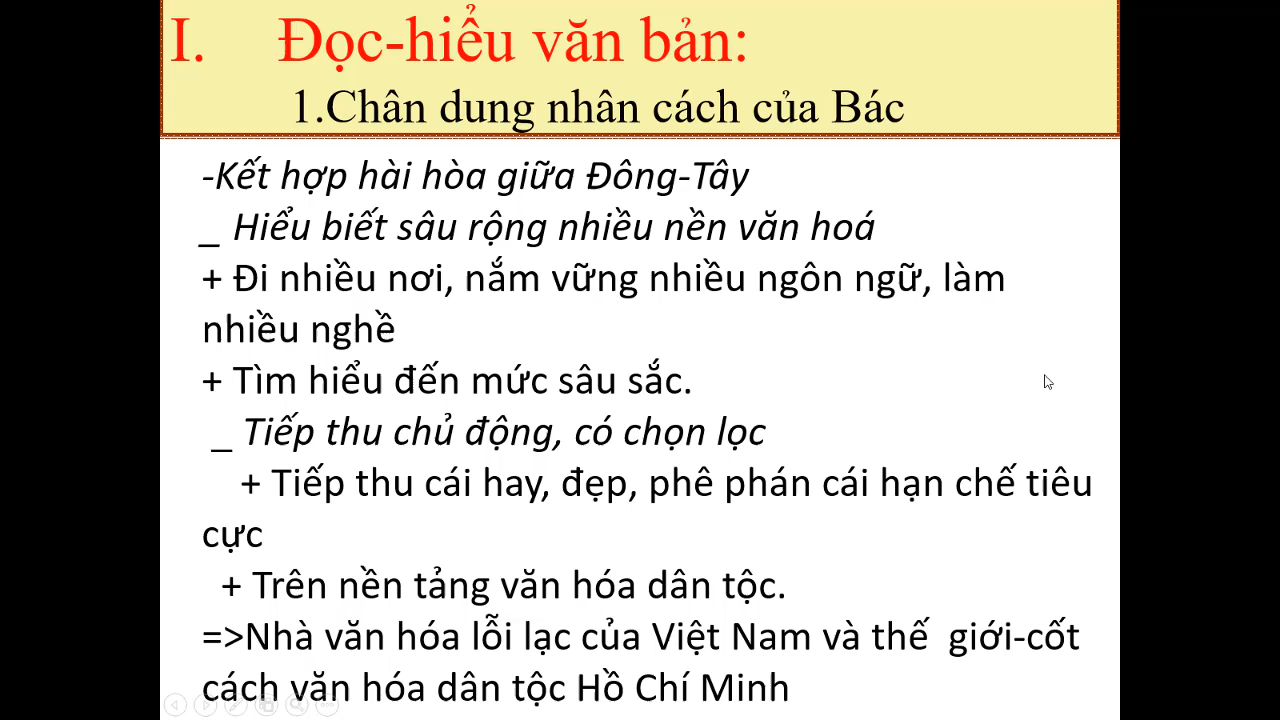 I. Đọc-hiểu văn bản:
1.Chân dung nhân cách của Bác
-Kết hợp hài hòa giữa Đông-Tây
_ Hiểu biết sâu rộng nhiều nền văn hoá
+ Đi nhiều nơi, nắm vững nhiều ngôn ngữ, làm
nhiều nghề
+ Tìm hiểu đến mức sâu sắc.
_ Tiếp thu chủ động, có chọn lọc
+ Tiếp thu cái hay, đẹp, phê phán cái hạn chế tiêu
cực
+ Trên nền tảng văn hóa dân tộc.
=>Nhà văn hóa lỗi lạc của Việt Nam và thế giới-cốt
cách văn hóa dân tộc Hồ Chí Minh